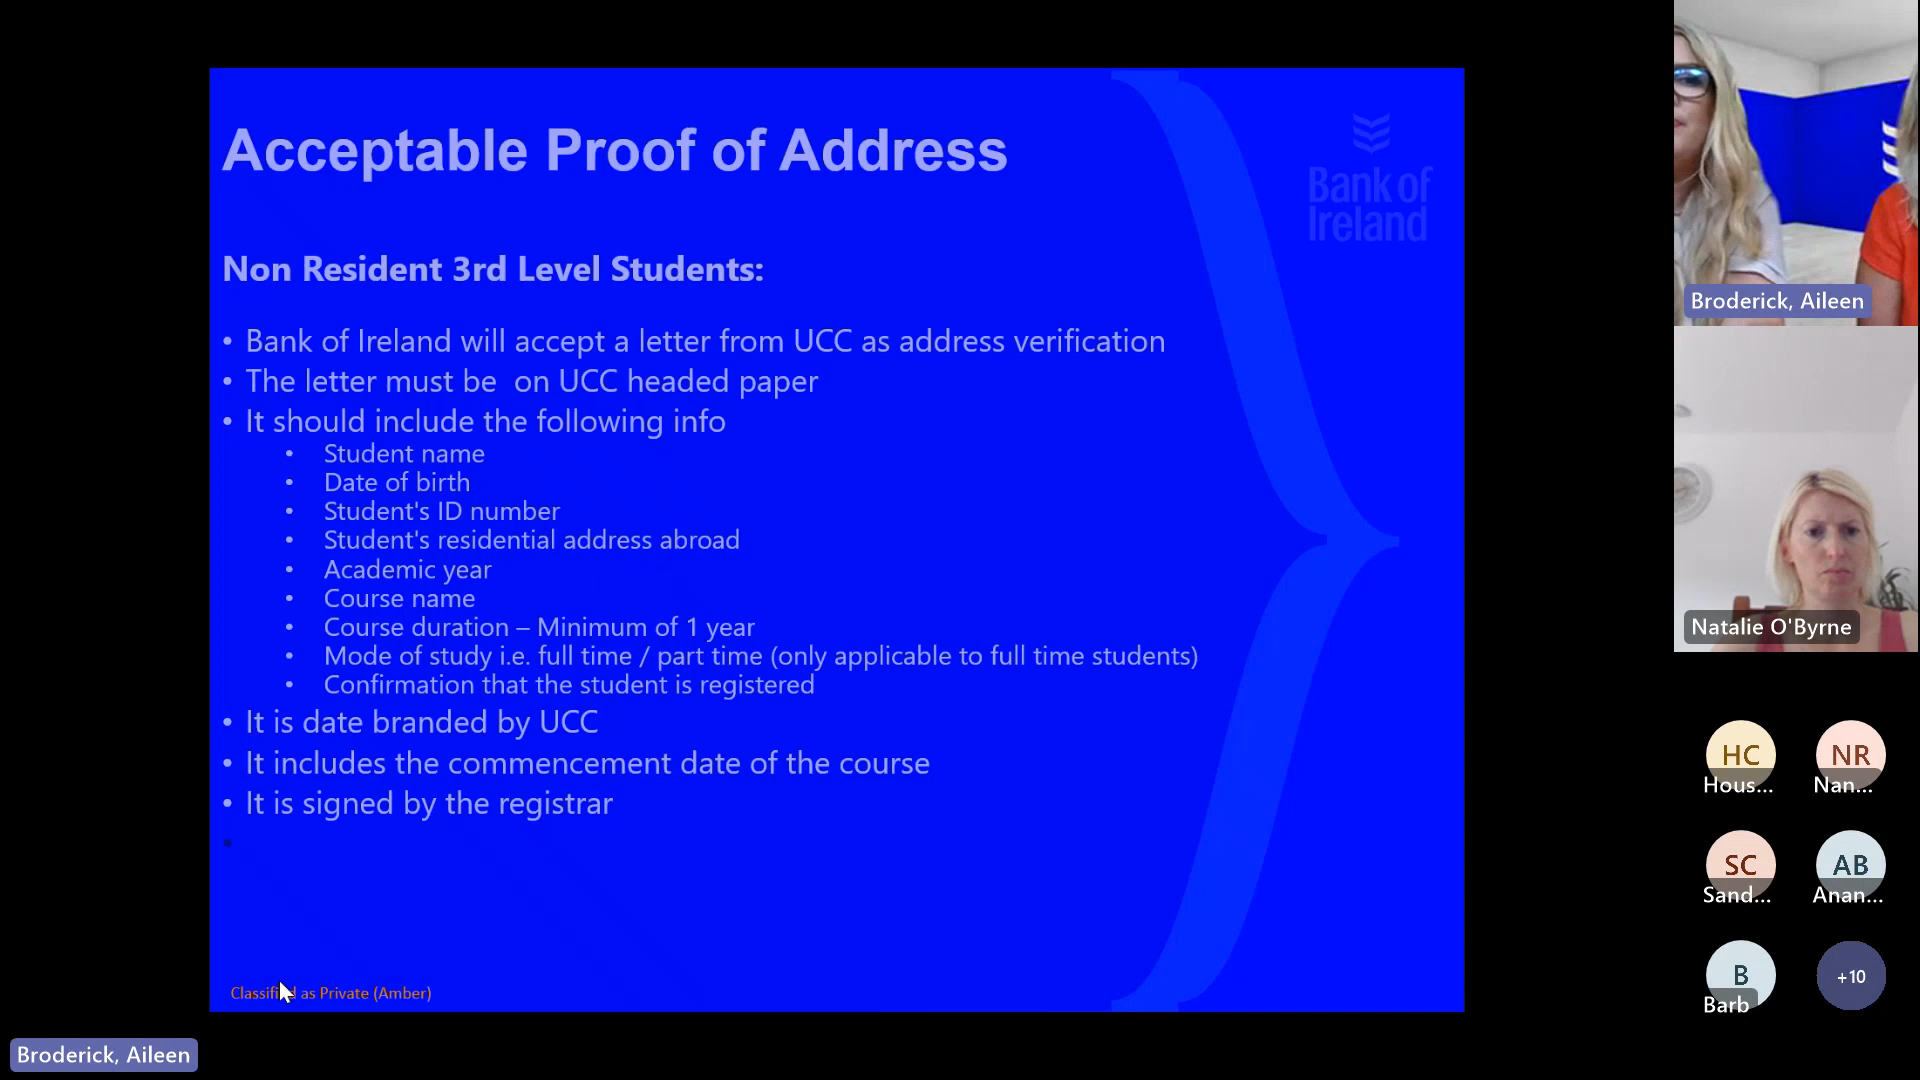 Acceptable Proof of Address
Bank of
Ireland
Non Resident 3rd Level Students:
• Bank of Ireland will accept a letter from UCC as address verification
• The letter must be  on UCC headed paper
• It should include the following info
• Student name
• Date of birth
• Student's ID number
• Student's residential address abroad
• Academic year
• Course name
• Course duration – Minimum of 1 year
• Mode of study i.e. full time / part time (only applicable to full time students)
• Confirmation that the student is registered
• It is date branded by UCC
• It includes the commencement date of the course
• It is signed by the registrar
•
Classified as Private (Amber)
Broderick, Aileen
Broderick, Aileen
Natalie O'Byrne
HC
Hous...
NR
Nan...
SC
Sand...
AB
Anan...
B
Barb
+10